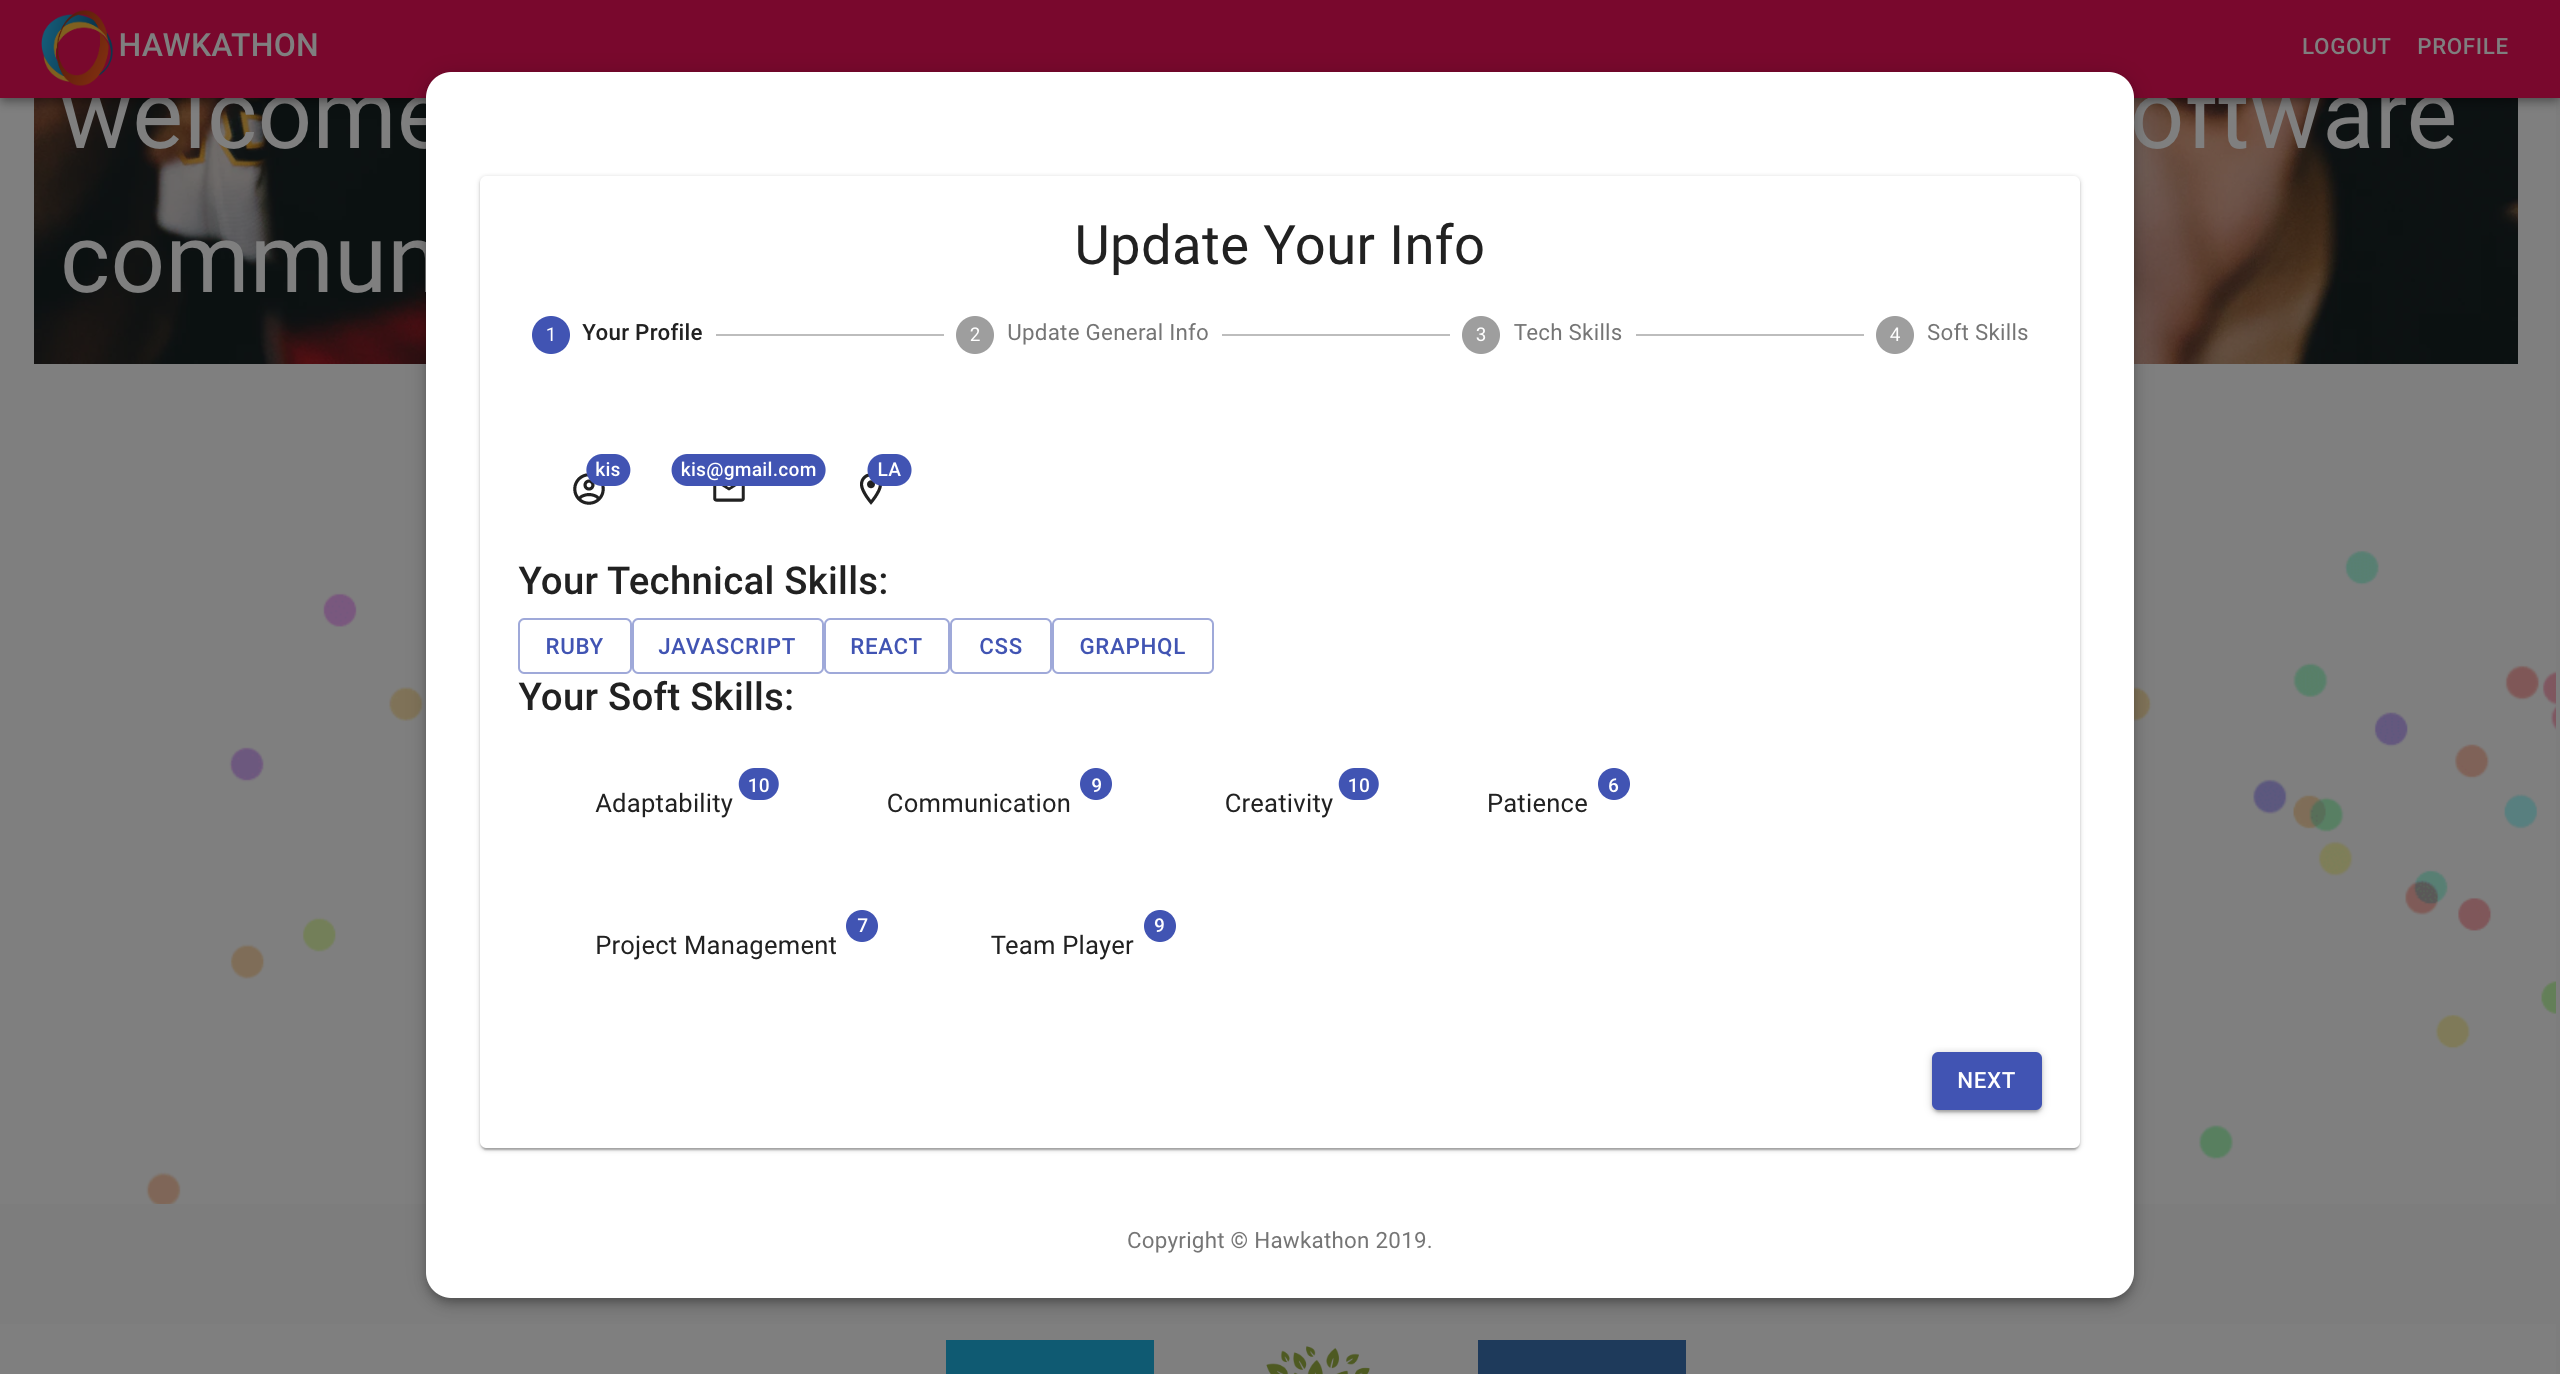 HAWKATHON
LOGOUT PROFILE
welcome
oftware
commun
Update Your Info
1 Your Profile 2 Update General Info 3 Tech Skills 4 Soft Skills
kis kis@gmail.com LA
Your Technical Skills:
RUBY JAVASCRIPT REACT CSS GRAPHQL
Your Soft Skills:
Adaptability 10 Communication 9 Creativity 10 Patience 6
Project Management 7 Team Player 9
NEXT
Copyright © Hawkathon 2019.